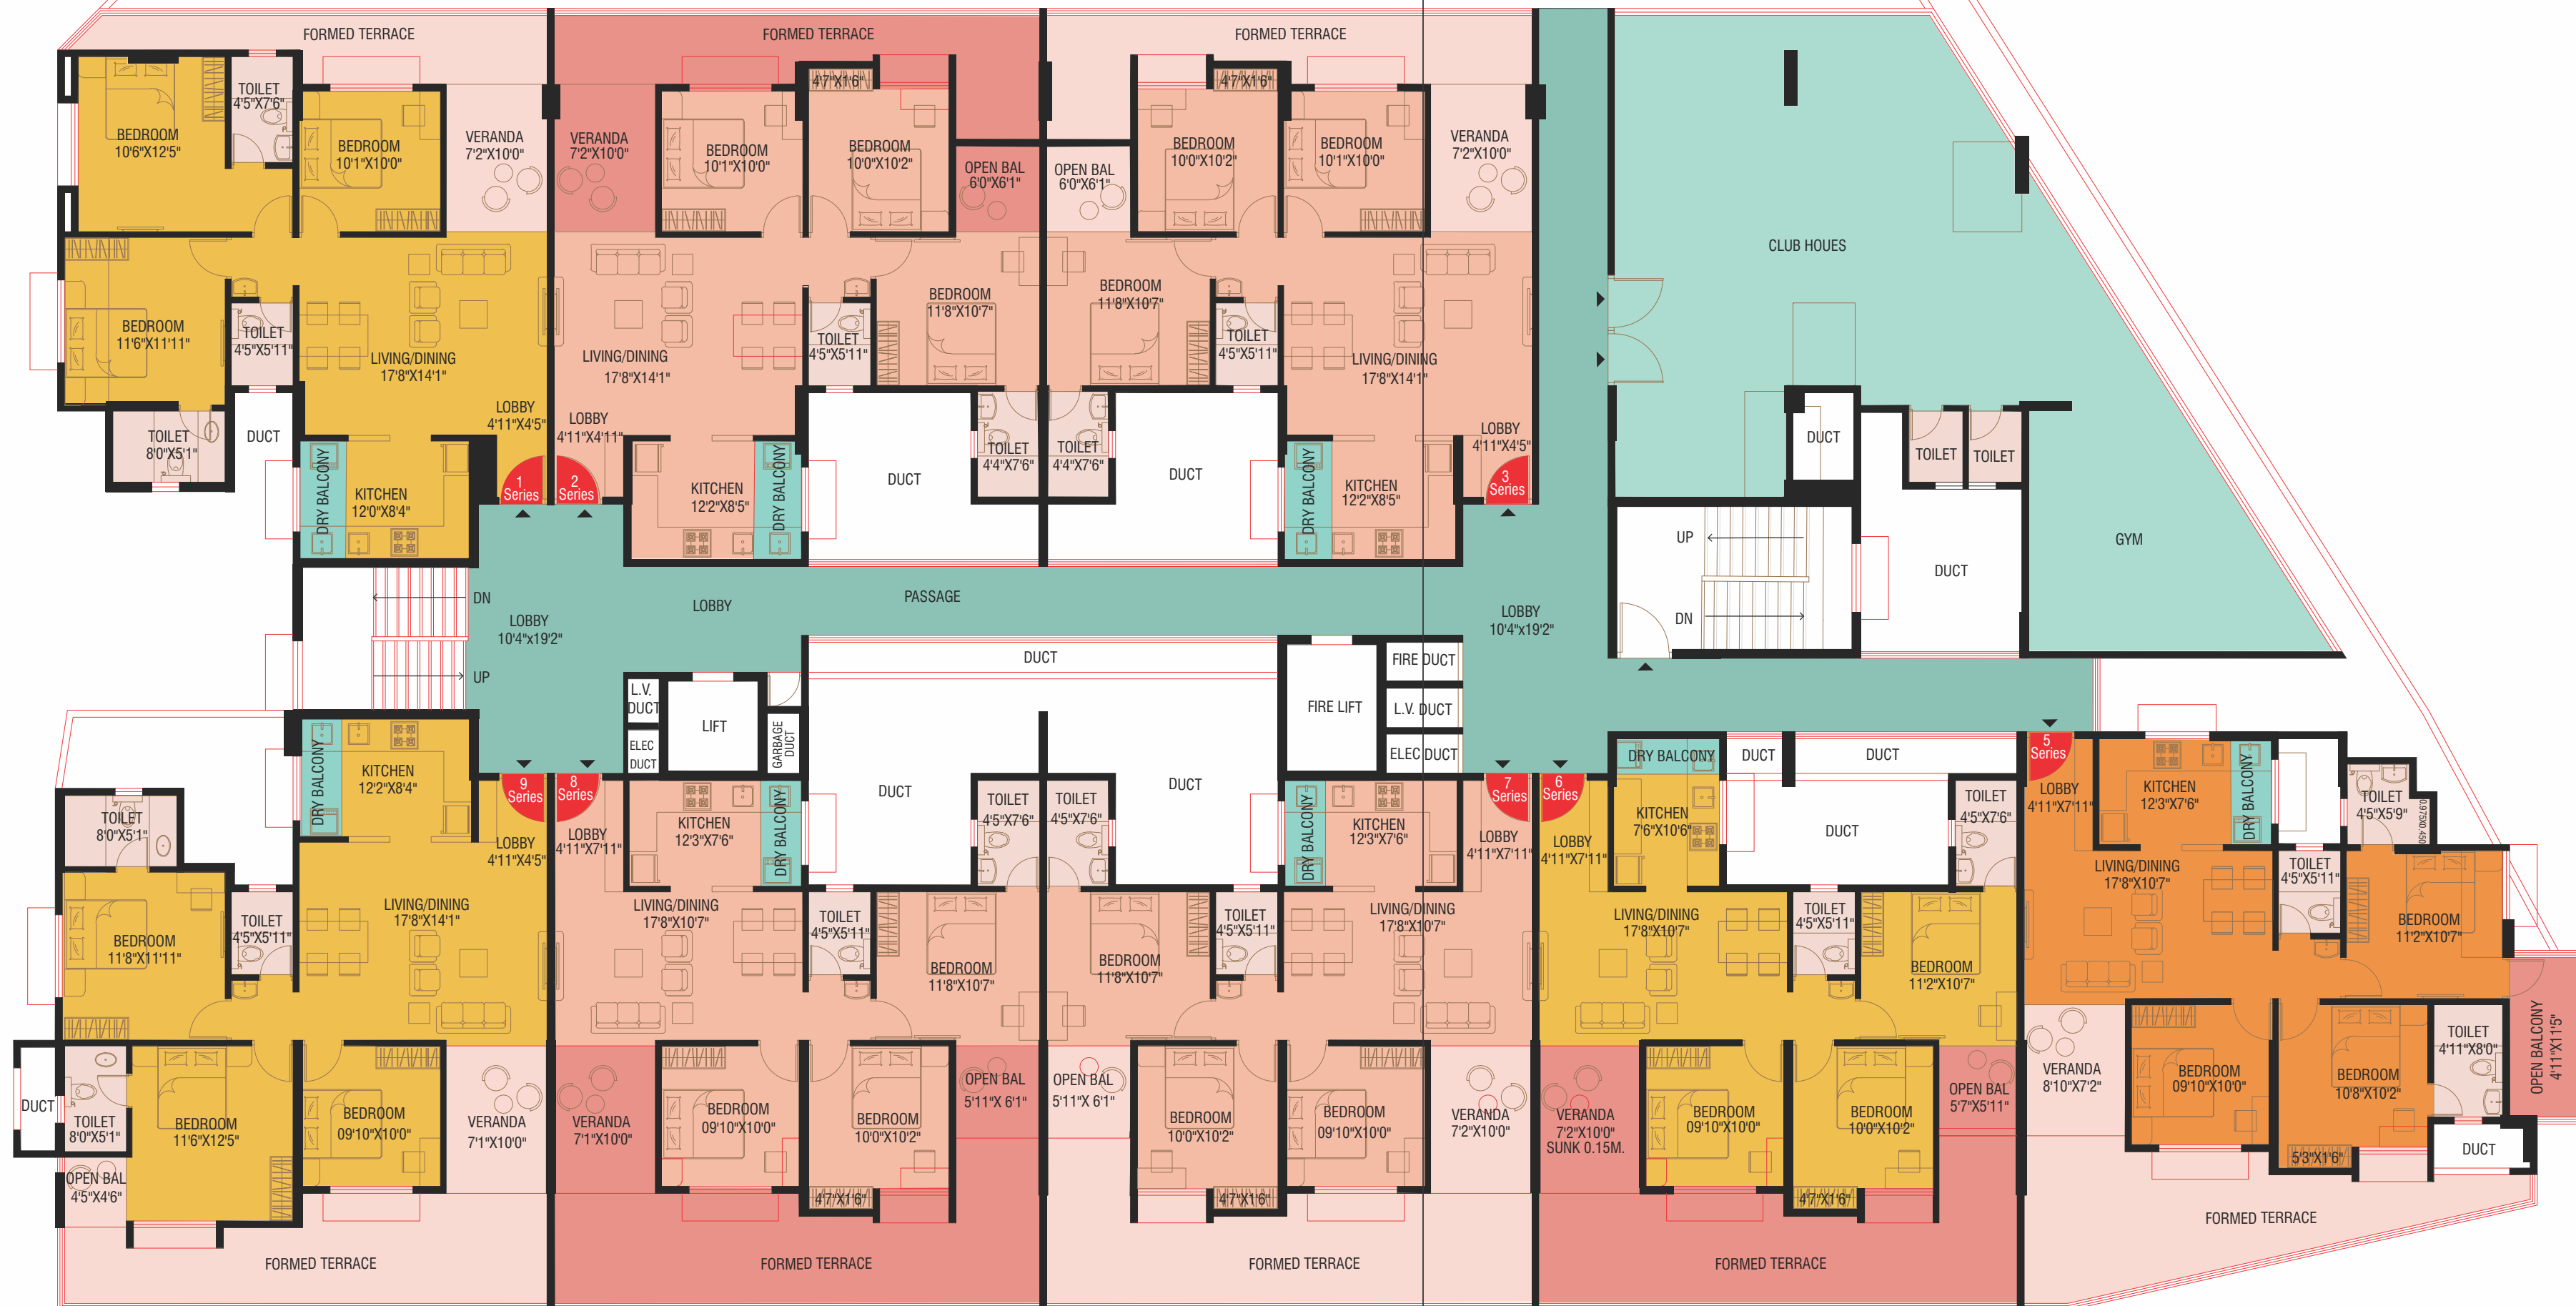 FORMED TERRACE
FORMED TERRACE
FORMED TERRACE
BEDROOM
10'6"X12'5"
TOILET
4'5"X7'6"
BEDROOM
10'1"X10'0"
VERANDA
7'2"X10'0"
VERANDA
7'2"X10'0"
BEDROOM
10'1"X10'0"
4'7"X1'6"
BEDROOM
10'0"X10'2"
OPEN BAL
6'0"X6'1"
OPEN BAL
6'0"X6'1"
4'7"X1'6"
BEDROOM
10'0"X10'2"
BEDROOM
10'1"X10'0"
VERANDA
7'2"X10'0"
CLUB HOUES
BEDROOM
11'6"X11'11"
TOILET
4'5"X5'11"
LIVING/DINING
17'8"X14'1"
LIVING/DINING
17'8"X14'1"
TOILET
4'5"X5'11"
BEDROOM
11'8"X10'7"
BEDROOM
11'8"X10'7"
TOILET
4'5"X5'11"
LIVING/DINING
17'8"X14'1"
TOILET
8'0"X5'1"
DUCT
LOBBY
4'11"X4'5"
LOBBY
4'11"X4'11"
DRY BALCONY
KITCHEN
12'0"X8'4"
1
Series
2
Series
KITCHEN
12'2"X8'5"
DRY BALCONY
DUCT
TOILET
4'4"X7'6"
TOILET
4'4"X7'6"
DUCT
DRY BALCONY
KITCHEN
12'2"X8'5"
LOBBY
4'11"X4'5"
3
Series
DUCT
TOILET
TOILET
UP
DN
DUCT
GYM
DN
UP
LOBBY
10'4"x19'2"
LOBBY
PASSAGE
LOBBY
10'4"x19'2"
DUCT
L.V.
DUCT
ELEC
DUCT
LIFT
GARBAGE
DUCT
FIRE LIFT
FIRE DUCT
L.V. DUCT
ELEC DUCT
DRY BALCONY
KITCHEN
12'2"X8'4"
TOILET
8'0"X5'1"
9
Series
8
Series
LOBBY
4'11"X4'5"
LOBBY
4'11"X7'11"
KITCHEN
12'3"X7'6"
DRY BALCONY
DUCT
TOILET
4'5"X7'6"
TOILET
4'5"X7'6"
DUCT
DRY BALCONY
KITCHEN
12'3"X7'6"
7
Series
6
Series
LOBBY
4'11"X7'11"
LOBBY
4'11"X7'11"
DRY BALCONY
KITCHEN
7'6"X10'6"
DUCT
DUCT
DUCT
TOILET
4'5"X7'6"
5
Series
LOBBY
4'11"X7'11"
KITCHEN
12'3"X7'6"
DRY BALCONY
TOILET
4'5"X5'9"
0.975X0.450
BEDROOM
11'8"X11'11"
TOILET
4'5"X5'11"
LIVING/DINING
17'8"X14'1"
LIVING/DINING
17'8"X10'7"
TOILET
4'5"X5'11"
BEDROOM
11'8"X10'7"
BEDROOM
11'8"X10'7"
TOILET
4'5"X5'11"
LIVING/DINING
17'8"X10'7"
LIVING/DINING
17'8"X10'7"
TOILET
4'5"X5'11"
BEDROOM
11'2"X10'7"
LIVING/DINING
17'8"X10'7"
TOILET
4'5"X5'11"
BEDROOM
11'2"X10'7"
DUCT
TOILET
8'0"X5'1"
OPEN BAL
4'5"X4'6"
BEDROOM
11'6"X12'5"
BEDROOM
09'10"X10'0"
VERANDA
7'1"X10'0"
VERANDA
7'1"X10'0"
BEDROOM
09'10"X10'0"
BEDROOM
10'0"X10'2"
4'7"X1'6"
OPEN BAL
5'11"X 6'1"
OPEN BAL
5'11"X 6'1"
BEDROOM
10'0"X10'2"
4'7"X1'6"
BEDROOM
09'10"X10'0"
VERANDA
7'2"X10'0"
VERANDA
7'2"X10'0"
SUNK 0.15M.
BEDROOM
09'10"X10'0"
BEDROOM
10'0"X10'2"
4'7"X1'6"
OPEN BAL
5'7"X5'11"
VERANDA
8'10"X7'2"
BEDROOM
09'10"X10'0"
BEDROOM
10'8"X10'2"
5'3"X1'6"
TOILET
4'11"X8'0"
OPEN BALCONY
4'11"X11'5"
DUCT
FORMED TERRACE
FORMED TERRACE
FORMED TERRACE
FORMED TERRACE
FORMED TERRACE